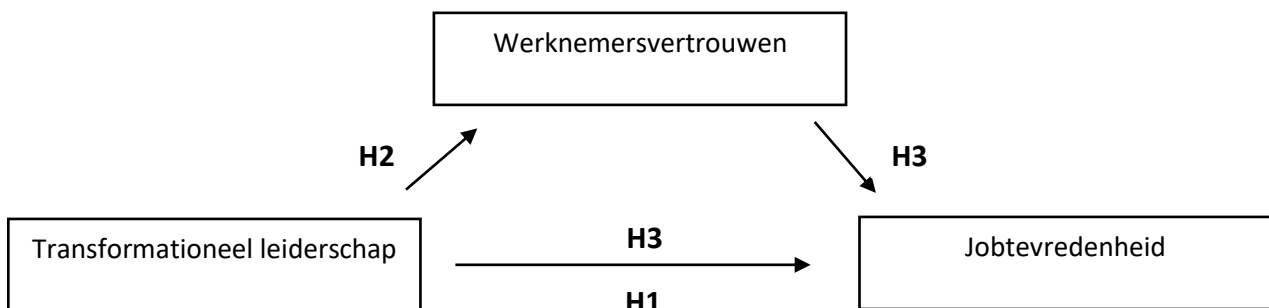 Werknemersvertrouwen
H2
H3
Transformationeel leiderschap
H3
Jobtevredenheid
H1